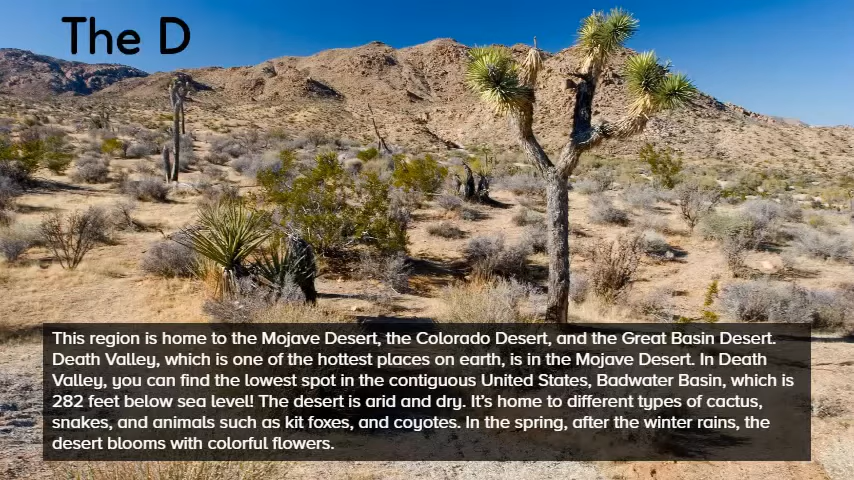 The D
This region is home to the Mojave Desert, the Colorado Desert, and the Great Basin Desert.
Death Valley, which is one of the hottest places on earth, is in the Mojave Desert. In Death
Valley, you can find the lowest spot in the contiguous United States, Badwater Basin, which is
282 feet below sea level! The desert is arid and dry. It's home to different types of cactus,
snakes, and animals such as kit foxes, and coyotes. In the spring, after the winter rains, the
desert blooms with colorful flowers.